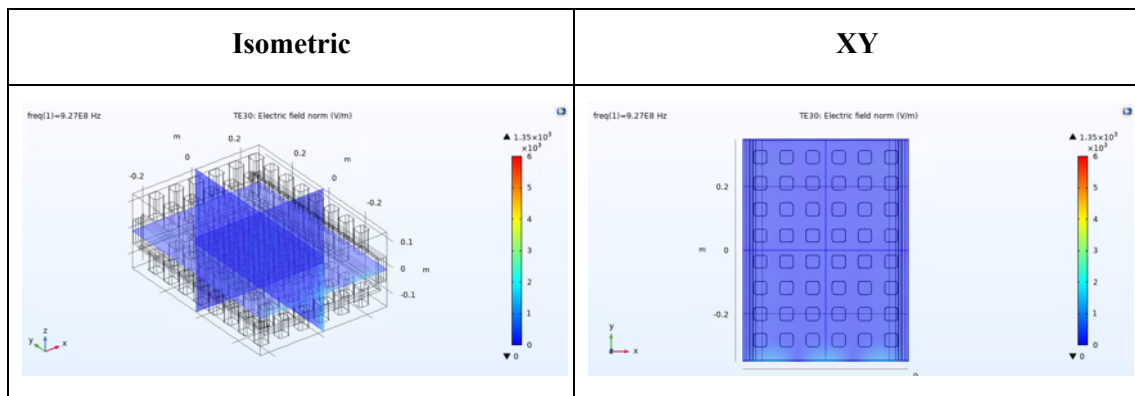 Isometric
XY
freq(1)=9.27E8 Hz
TE30: Electric field norm (V/m)
m
0.2
0
-0.2
0.2
m
0
-0.2
0.1
0
m
-0.1
▲ 1.35×10³
×10³
6
5
4
3
2
1
0
▼ 0
y
z
x
freq(1)=9.27E8 Hz
TE30: Electric field norm (V/m)
0.2
m
0
-0.2
y
x
▲ 1.35×10³
×10³
6
5
4
3
2
1
0
▼ 0